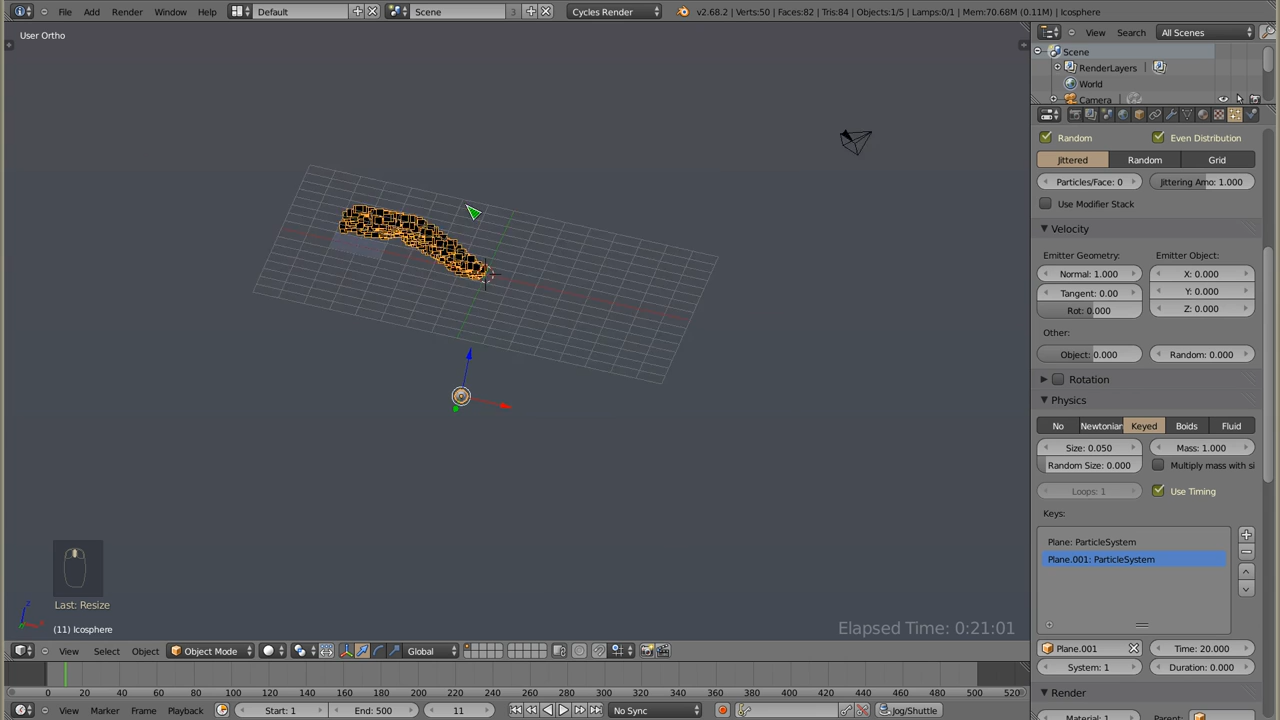 File Add Render Window Help Default Scene 3 Cycles Render v2.68.2 | Verts:50 | Faces:82 | Tris:84 | Objects:1/5 | Lamps:0/1 | Mem:70.68M (0.11M) | Icosphere
User Ortho
View Search All Scenes
Scene
RenderLayers
World
Camera
Random Even Distribution
Jittered Random Grid
Particles/Face: 0 Jittering Amo: 1.000
Use Modifier Stack
Velocity
Emitter Geometry: Emitter Object:
Normal: 1.000 X: 0.000
Tangent: 0.00 Y: 0.000
Rot: 0.000 Z: 0.000
Other:
Object: 0.000 Random: 0.000
Rotation
Physics
No Newtonian Keyed Boids Fluid
Size: 0.050 Mass: 1.000
Random Size: 0.000 Multiply mass with si
Loops: 1 Use Timing
Keys:
Plane: ParticleSystem
Plane.001: ParticleSystem
Plane.001 Time: 20.000
System: 1 Duration: 0.000
Render
Material: 1 Parent:
Last: Resize
(11) Icosphere
Elapsed Time: 0:21:01
View Select Object Object Mode Global
0 20 40 60 80 100 120 140 160 180 200 220 240 260 280 300 320 340 360 380 400 420 440 460 480 500 520
View Marker Frame Playback Start: 1 End: 500 11 No Sync jog/Shuttle